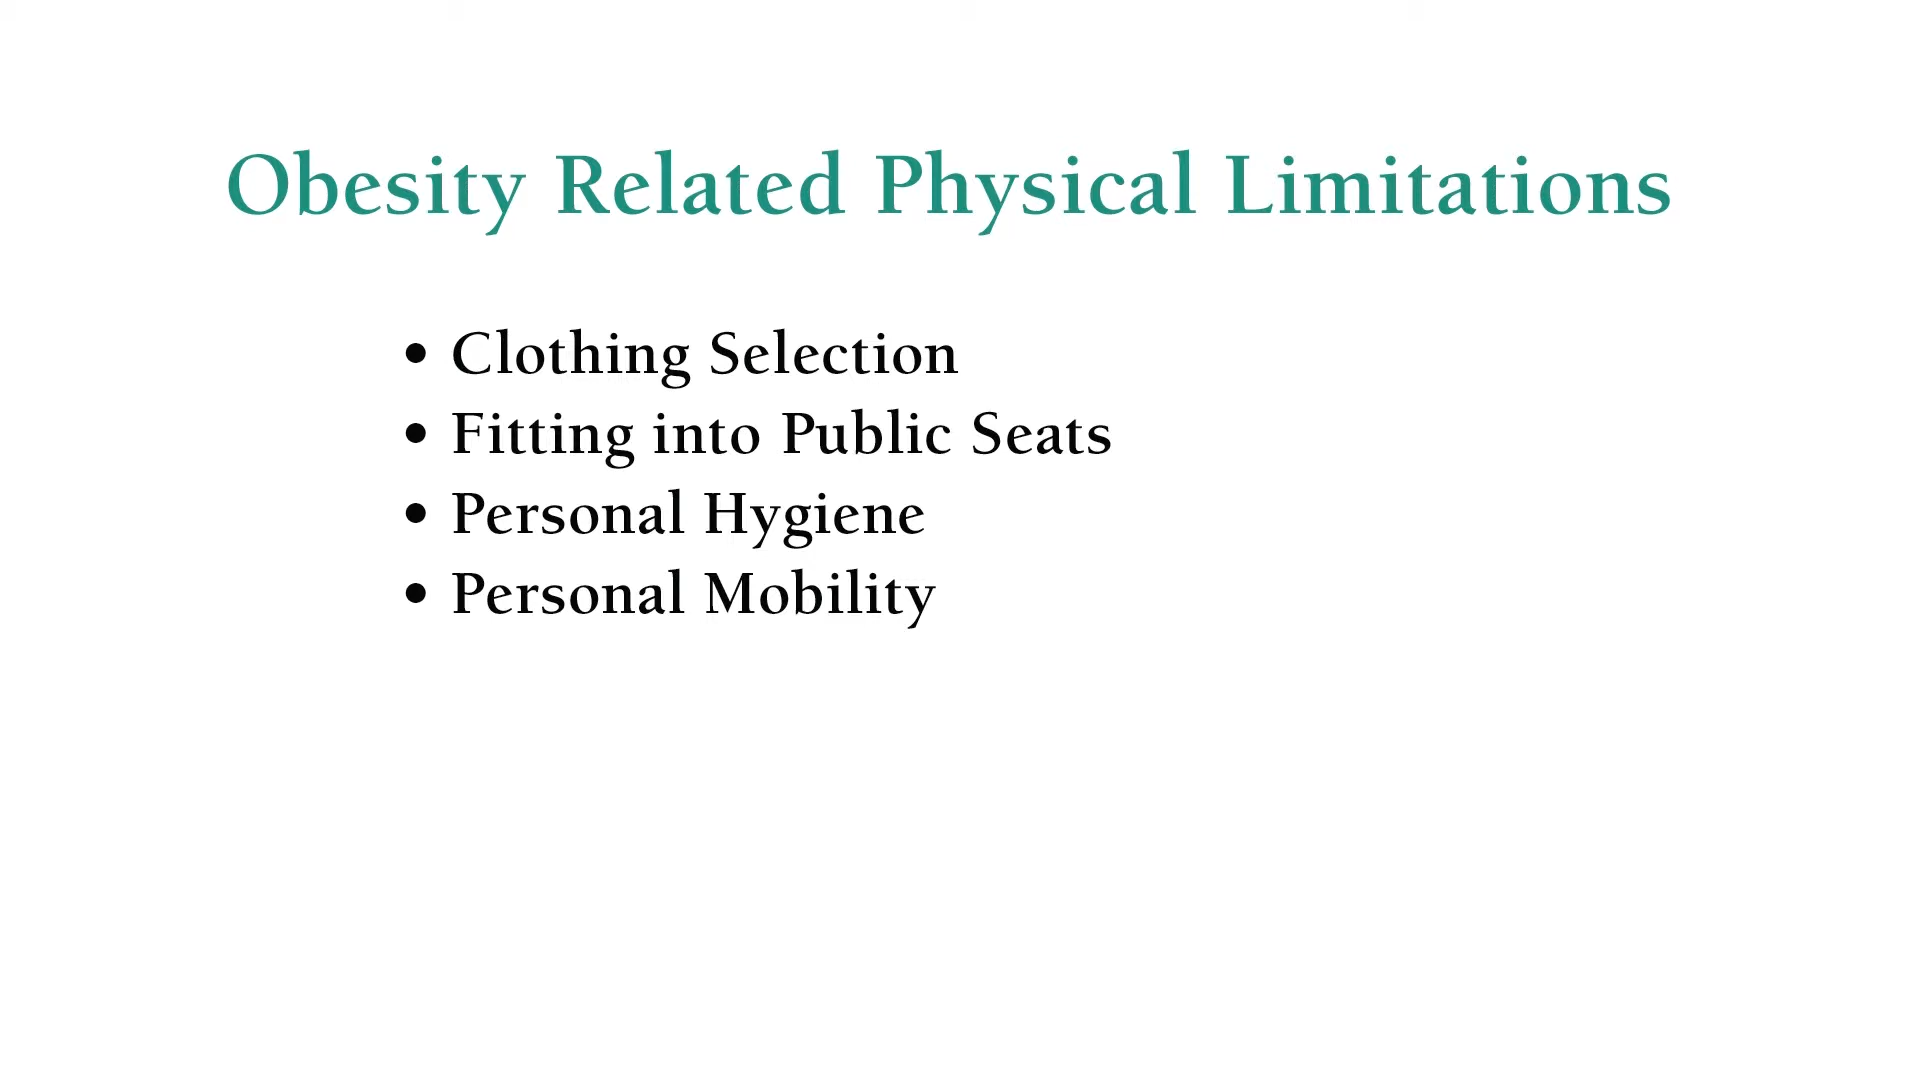 Obesity Related Physical Limitations
• Clothing Selection
• Fitting into Public Seats
• Personal Hygiene
• Personal Mobility